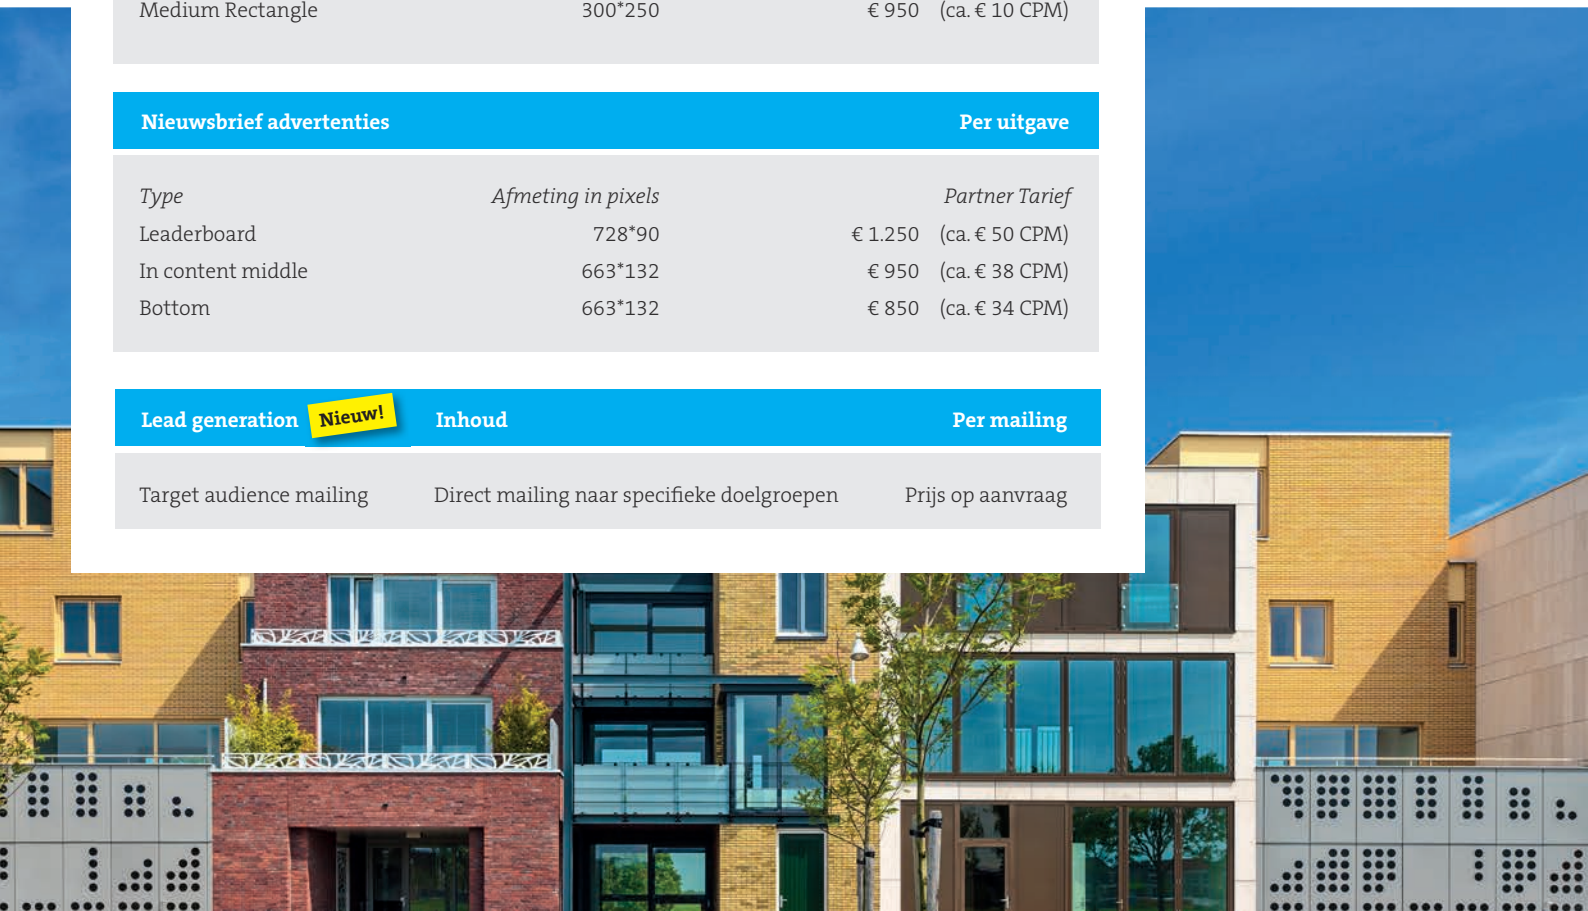 Medium Rectangle 300*250 € 950 (ca. € 10 CPM)
Nieuwsbrief advertenties Per uitgave
Type Afmeting in pixels Partner Tarief
Leaderboard 728*90 € 1.250 (ca. € 50 CPM)
In content middle 663*132 € 950 (ca. € 38 CPM)
Bottom 663*132 € 850 (ca. € 34 CPM)
Lead generation Nieuw! Inhoud Per mailing
Target audience mailing Direct mailing naar specifieke doelgroepen Prijs op aanvraag